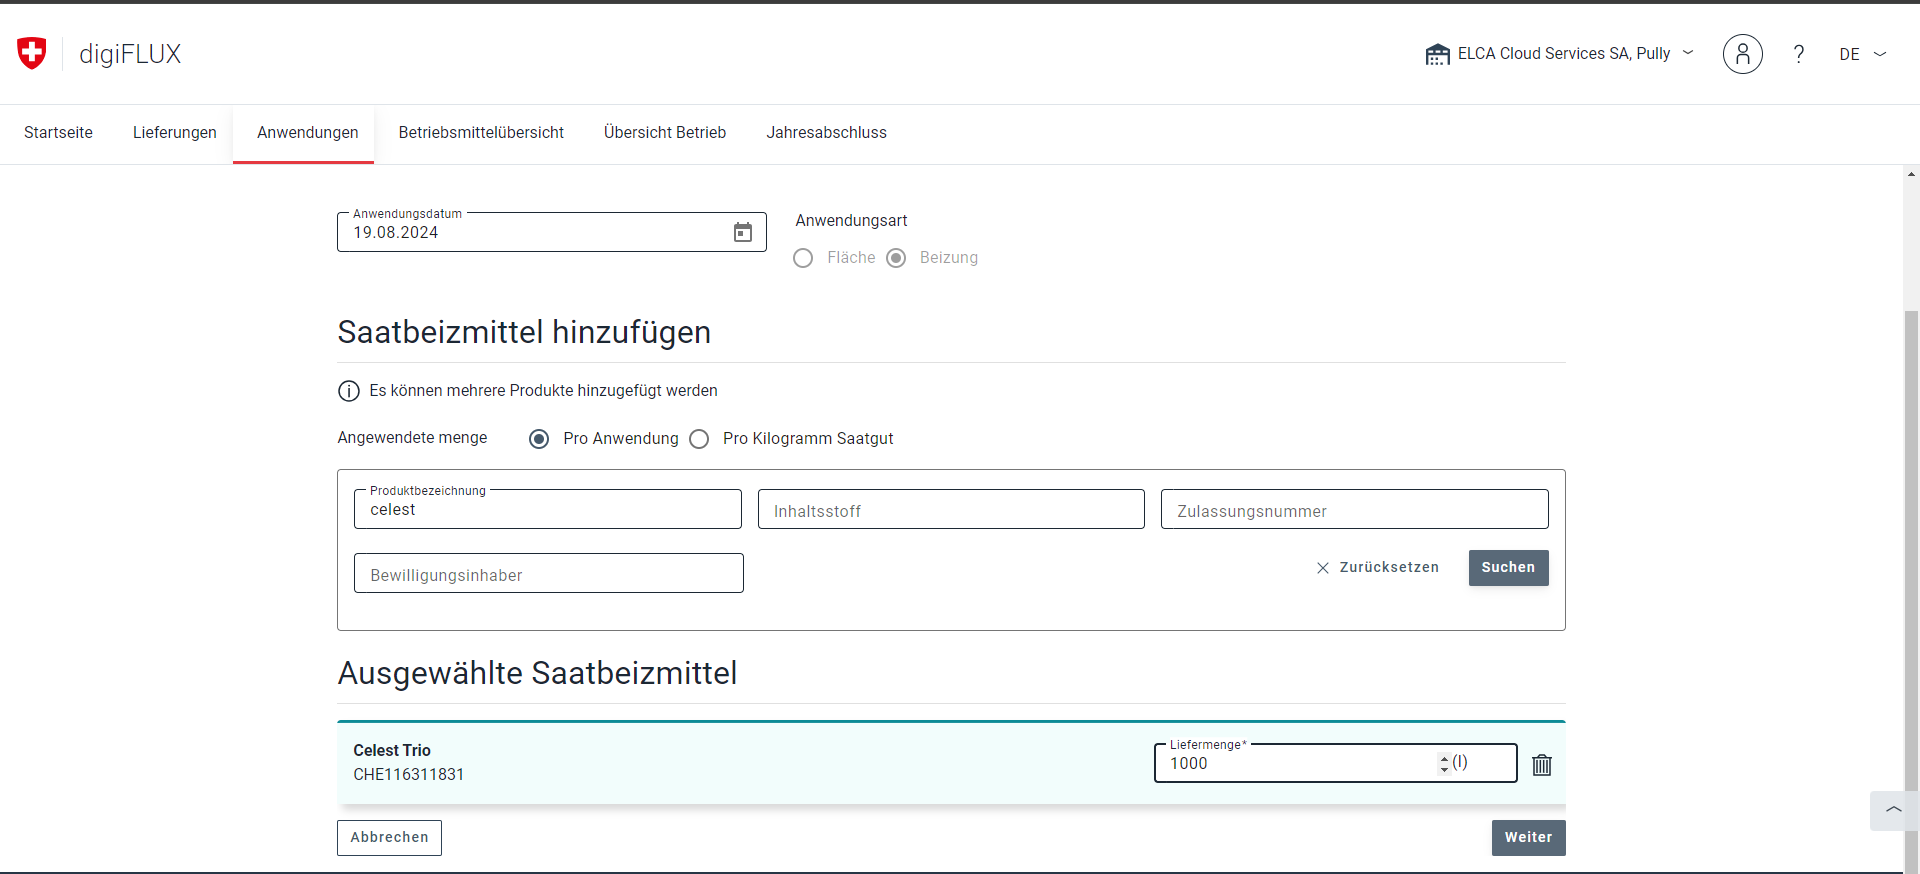 digiFLUX
ELCA Cloud Services SA, Pully
?
DE
Startseite
Lieferungen
Anwendungen
Betriebsmittelübersicht
Übersicht Betrieb
Jahresabschluss
Anwendungsdatum
19.08.2024
Anwendungsart
Fläche
Beizung
Saatbeizmittel hinzufügen
Es können mehrere Produkte hinzugefügt werden
Angewendete menge
Pro Anwendung
Pro Kilogramm Saatgut
Produktbezeichnung
celest
Inhaltsstoff
Zulassungsnummer
Bewilligungsinhaber
Zurücksetzen
Suchen
Ausgewählte Saatbeizmittel
Celest Trio
CHE116311831
Liefermenge*
1000
(l)
Abbrechen
Weiter